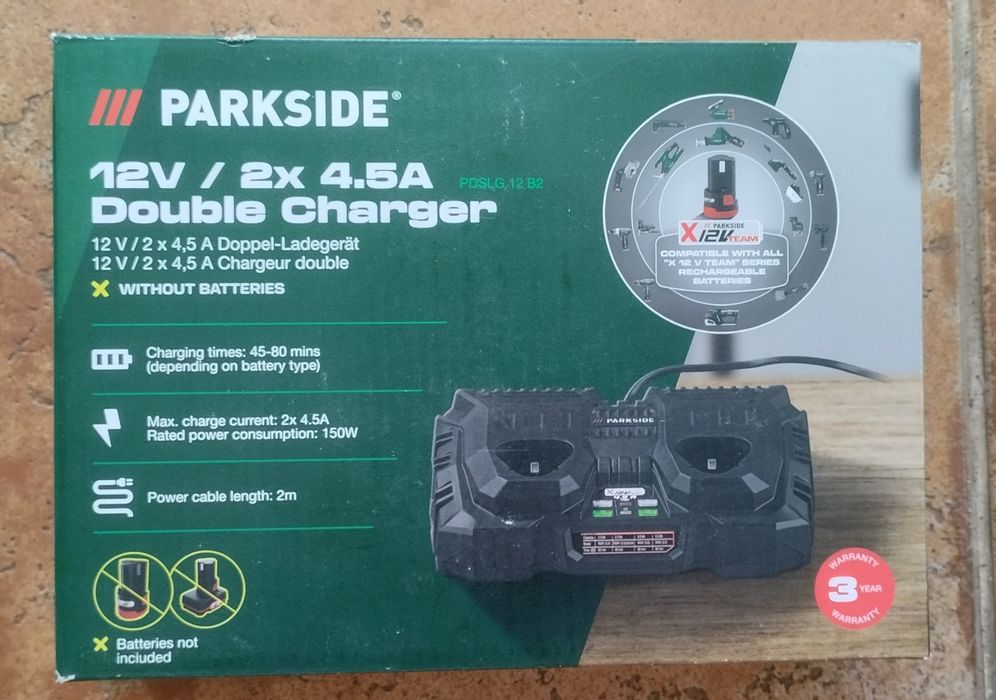 PARKSIDE®
12V / 2x 4.5A
PDSLG 12 B2
Double Charger
12 V / 2 x 4,5 A Doppel-Ladegerät
12 V / 2 x 4,5 A Chargeur double
WITHOUT BATTERIES
PARKSIDE
X12V TEAM
COMPATIBLE WITH ALL
"X 12 V TEAM" SERIES
RECHARGEABLE
BATTERIES
Charging times: 45-80 mins
(depending on battery type)
Max. charge current: 2x 4.5A
Rated power consumption: 150W
Power cable length: 2m
Batteries not
included
PARKSIDE
WARRANTY
3 YEAR
WARRANTY